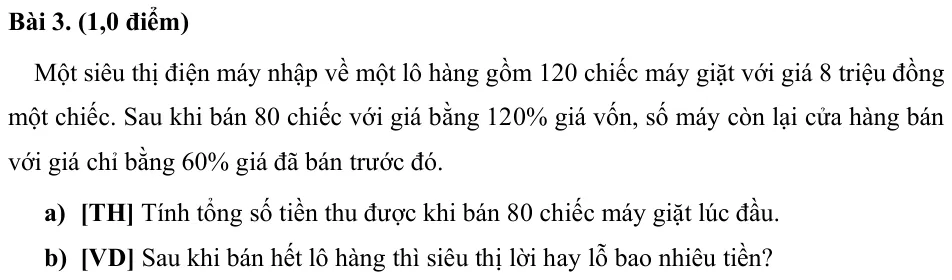 Bài 3. (1,0 điểm)
Một siêu thị điện máy nhập về một lô hàng gồm 120 chiếc máy giặt với giá 8 triệu đồng
một chiếc. Sau khi bán 80 chiếc với giá bằng 120% giá vốn, số máy còn lại cửa hàng bán
với giá chỉ bằng 60% giá đã bán trước đó.
a) [TH] Tính tổng số tiền thu được khi bán 80 chiếc máy giặt lúc đầu.
b) [VD] Sau khi bán hết lô hàng thì siêu thị lời hay lỗ bao nhiêu tiền?